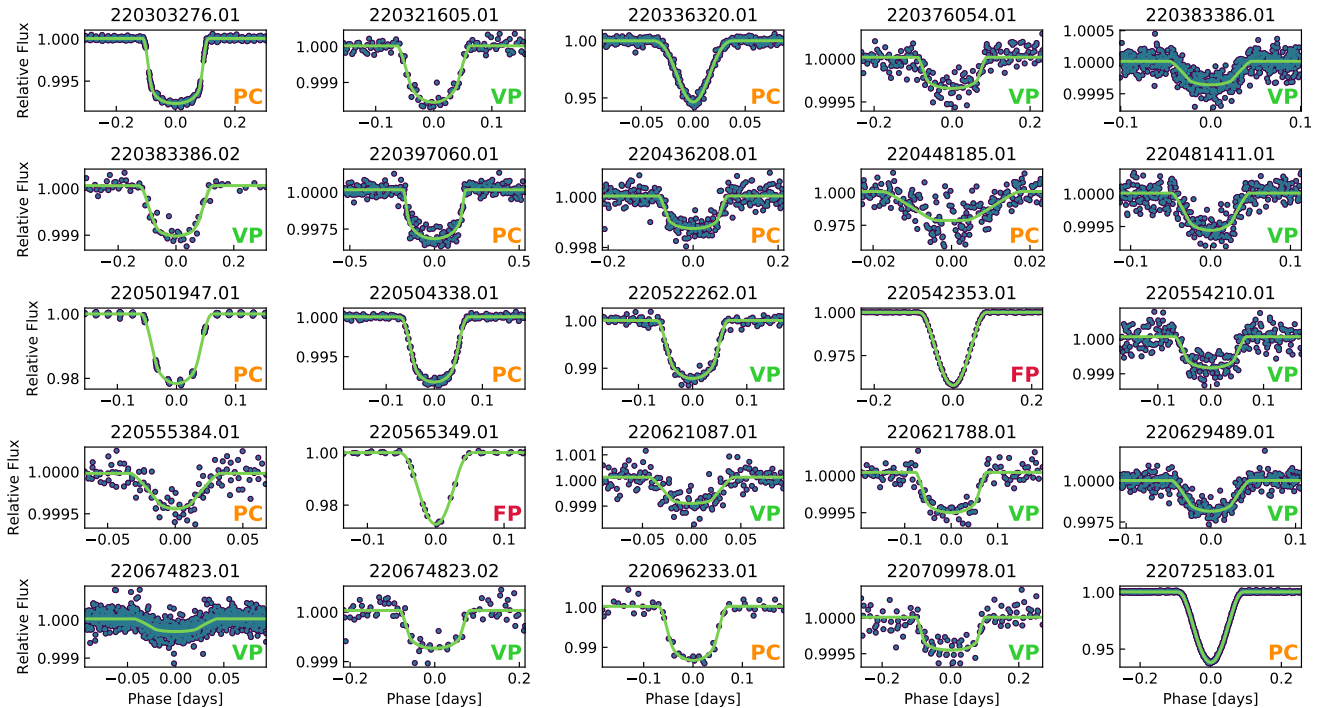 220303276.01 220321605.01 220336320.01 220376054.01 220383386.01
Relative Flux
1.000 0.995 PC −0.2 0.0 0.2
1.000 0.999 VP −0.1 0.0 0.1
1.00 0.95 PC −0.05 0.00 0.05
1.0000 0.9995 VP −0.2 0.0 0.2
1.0005 1.0000 0.9995 VP −0.1 0.0 0.1
220383386.02 220397060.01 220436208.01 220448185.01 220481411.01
Relative Flux
1.000 0.999 VP −0.2 0.0 0.2
1.0000 0.9975 PC −0.5 0.0 0.5
1.000 0.998 PC −0.2 −0.1 0.0 0.1 0.2
1.000 0.975 PC −0.02 0.00 0.02
1.0000 0.9995 VP −0.1 0.0 0.1
220501947.01 220504338.01 220522262.01 220542353.01 220554210.01
Relative Flux
1.00 0.98 PC −0.1 0.0 0.1
1.000 0.995 PC −0.1 0.0 0.1
1.00 0.99 VP −0.1 0.0 0.1
1.000 0.975 FP −0.2 0.0 0.2
1.000 0.999 VP −0.1 0.0 0.1
220555384.01 220565349.01 220621087.01 220621788.01 220629489.01
Relative Flux
1.0000 0.9995 PC −0.05 0.00 0.05
1.00 0.98 FP −0.1 0.0 0.1
1.001 1.000 0.999 VP −0.05 0.00 0.05
1.0000 0.9995 VP −0.2 0.0 0.2
1.0000 0.9975 VP −0.1 0.0 0.1
220674823.01 220674823.02 220696233.01 220709978.01 220725183.01
Relative Flux
1.000 0.999 VP −0.05 0.00 0.05
1.000 0.999 VP −0.2 −0.1 0.0 0.1 0.2
1.00 0.99 PC −0.1 0.0 0.1
1.0000 0.9995 VP −0.2 0.0 0.2
1.00 0.95 PC −0.2 0.0 0.2
Phase [days] Phase [days] Phase [days] Phase [days] Phase [days]